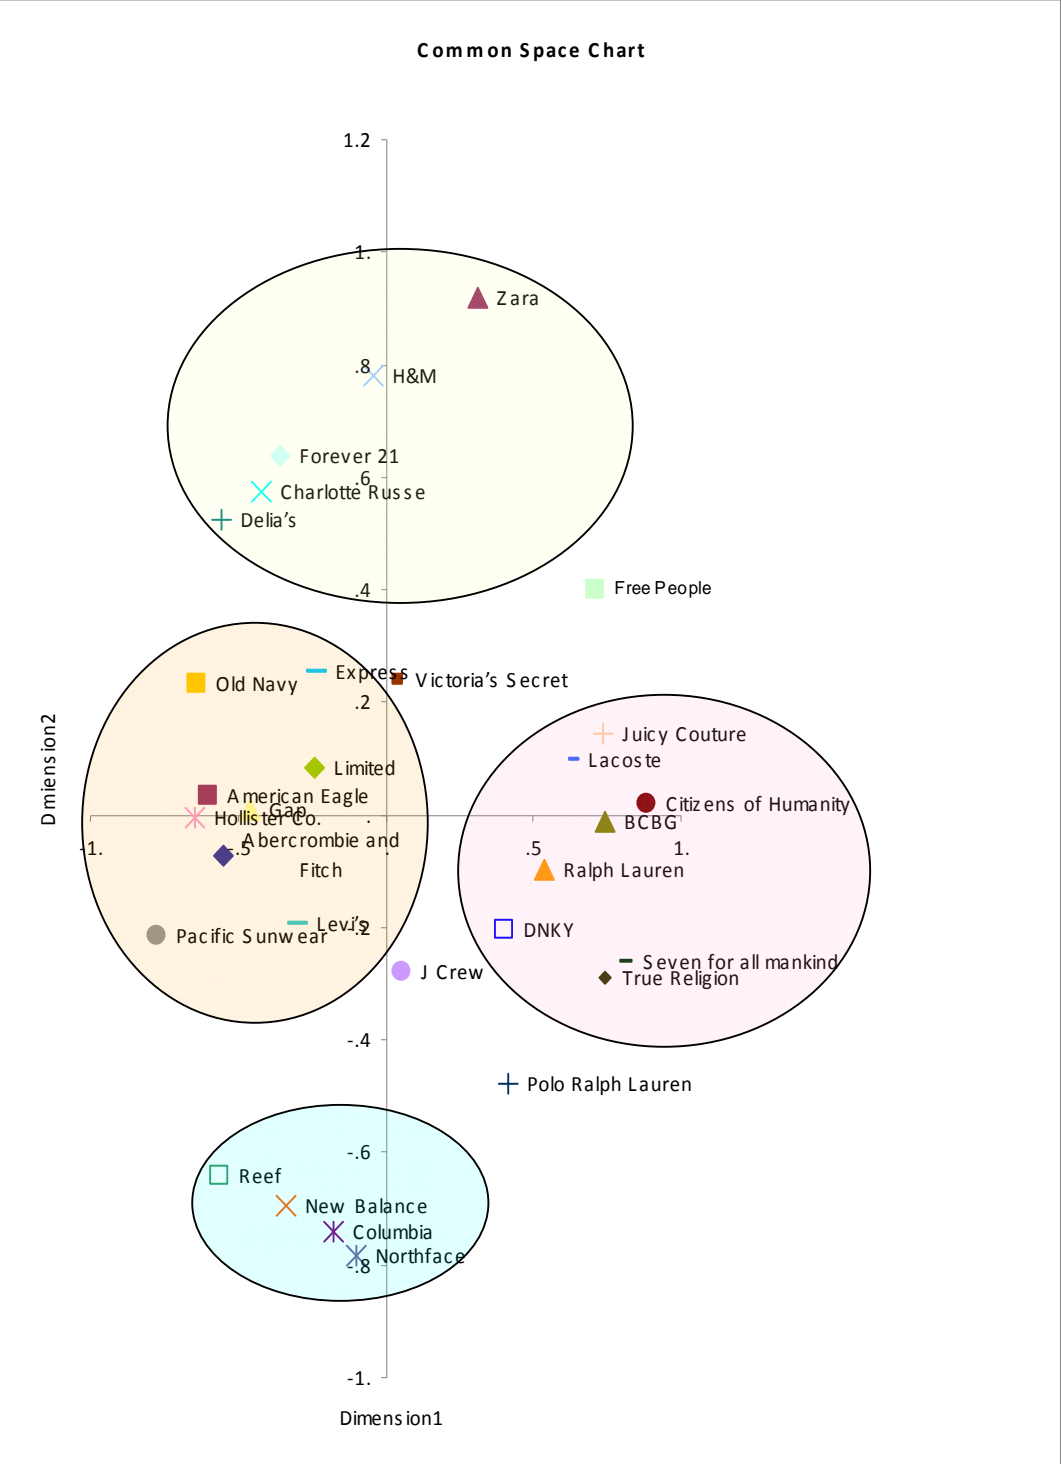 Common Space Chart
1.2
1.
Zara
.8
H&M
Forever 21
.6
Charlotte Russe
Delia’s
.4
Free People
Express
Victoria’s Secret
Old Navy
.2
Juicy Couture
Lacoste
Limited
American Eagle
Citizens of Humanity
Gap
Hollister Co.
.
BCBG
Dmiension2
Abercrombie and
Fitch
-1.
-.5
.
.5
1.
Ralph Lauren
Levi’s
-.2
DNKY
Pacific Sunwear
Seven for all mankind
J Crew
True Religion
-.4
Polo Ralph Lauren
-.6
Reef
New Balance
Columbia
Northface
-.8
-1.
Dimension1